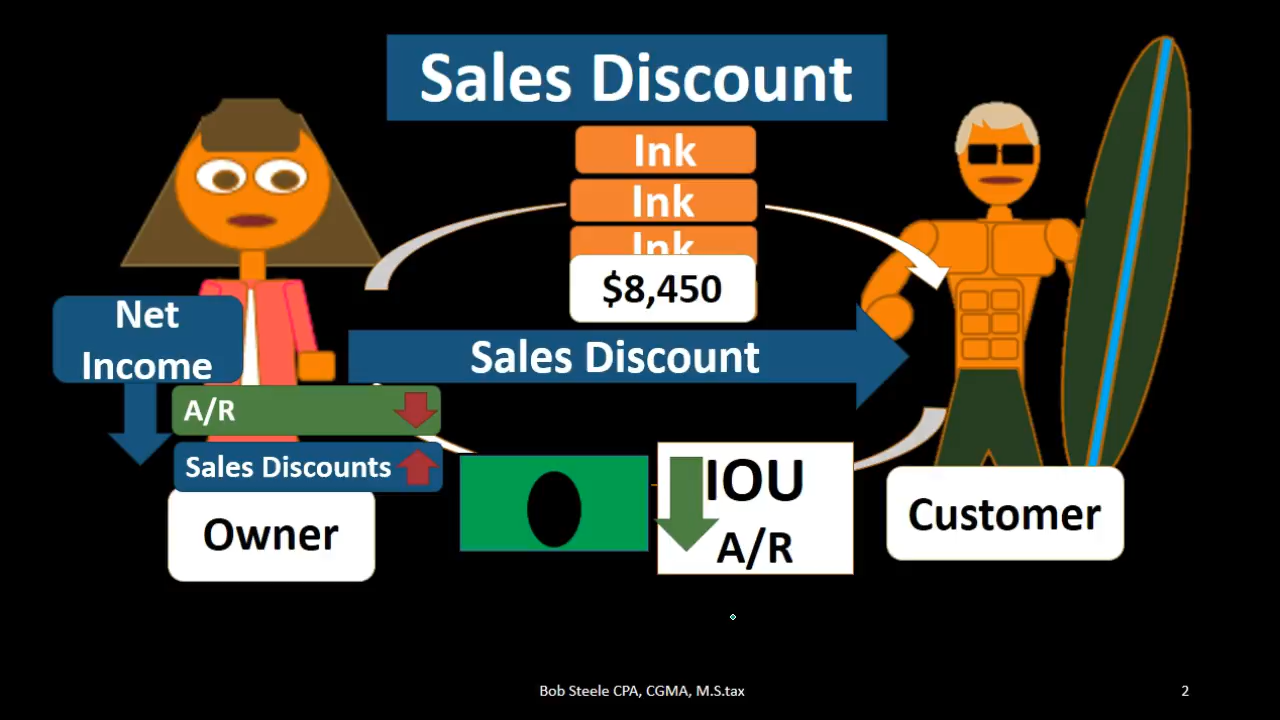 Sales Discount
Ink
Ink
Ink
$8,450
Net
Income
Sales Discount
A/R
Sales Discounts
Owner
IOU
A/R
Customer
Bob Steele CPA, CGMA, M.S.tax
2